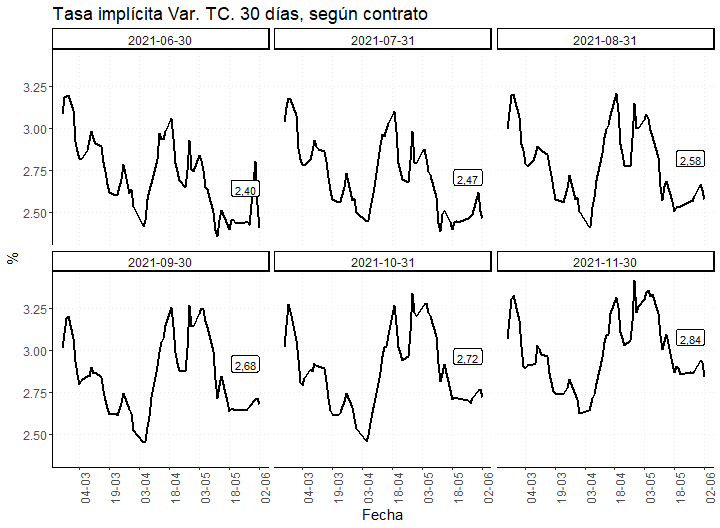 Tasa implícita Var. TC. 30 días, según contrato
2021-06-30 2021-07-31 2021-08-31
3.25
3.00
2.75
2.50
2,40 2,47 2,58
%
2021-09-30 2021-10-31 2021-11-30
3.25
3.00
2.75
2.50
2,68 2,72 2,84
04-03 19-03 03-04 18-04 03-05 18-05 02-06 04-03 19-03 03-04 18-04 03-05 18-05 02-06 04-03 19-03 03-04 18-04 03-05 18-05 02-06
Fecha